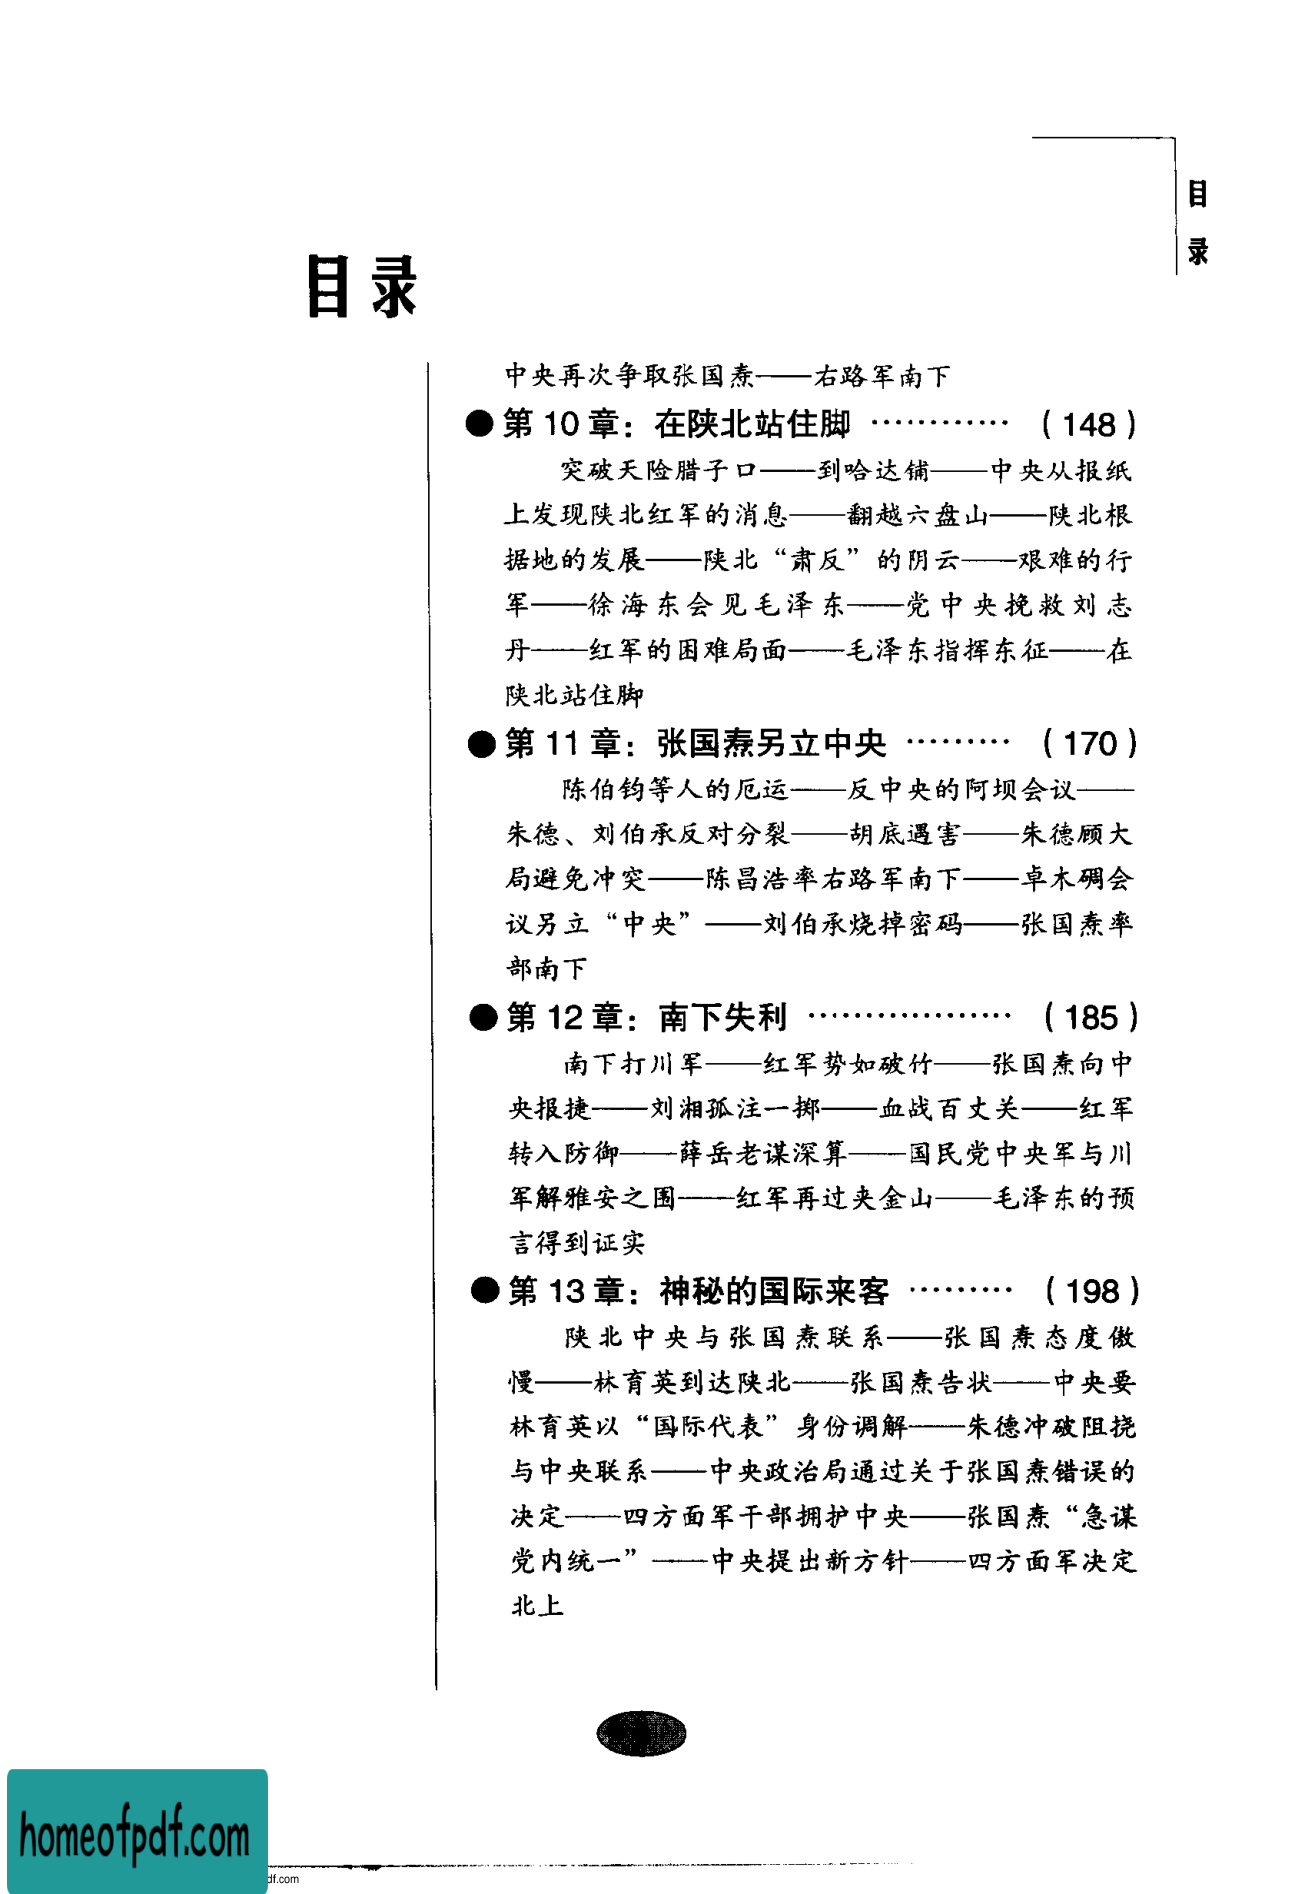 目
录
目录
中央再次争取张国焘——右路军南下
●第 10 章：在陕北站住脚 ………… （148）
突破天险腊子口——到哈达铺——中央从报纸
上发现陕北红军的消息——翻越六盘山——陕北根
据地的发展——陕北“肃反”的阴云——艰难的行
军——徐海东会见毛泽东——党中央挽救刘志
丹——红军的困难局面——毛泽东指挥东征——在
陕北站住脚
●第 11 章：张国焘另立中央 ……… （170）
陈伯钧等人的厄运——反中央的阿坝会议——
朱德、刘伯承反对分裂——胡底遇害——朱德顾大
局避免冲突——陈昌浩率右路军南下——卓木碉会
议另立“中央”——刘伯承烧掉密码——张国焘率
部南下
●第 12 章：南下失利 ……………… （185）
南下打川军——红军势如破竹——张国焘向中
央报捷——刘湘孤注一掷——血战百丈关——红军
转入防御——薛岳老谋深算——国民党中央军与川
军解雅安之围——红军再过夹金山——毛泽东的预
言得到证实
●第 13 章：神秘的国际来客 ……… （198）
陕北中央与张国焘联系——张国焘态度傲
慢——林育英到达陕北——张国焘告状——中央要
林育英以“国际代表”身份调解——朱德冲破阻挠
与中央联系——中央政治局通过关于张国焘错误的
决定——四方面军干部拥护中央——张国焘“急谋
党内统一”——中央提出新方针——四方面军决定
北上
homeofpdf.com
df.com